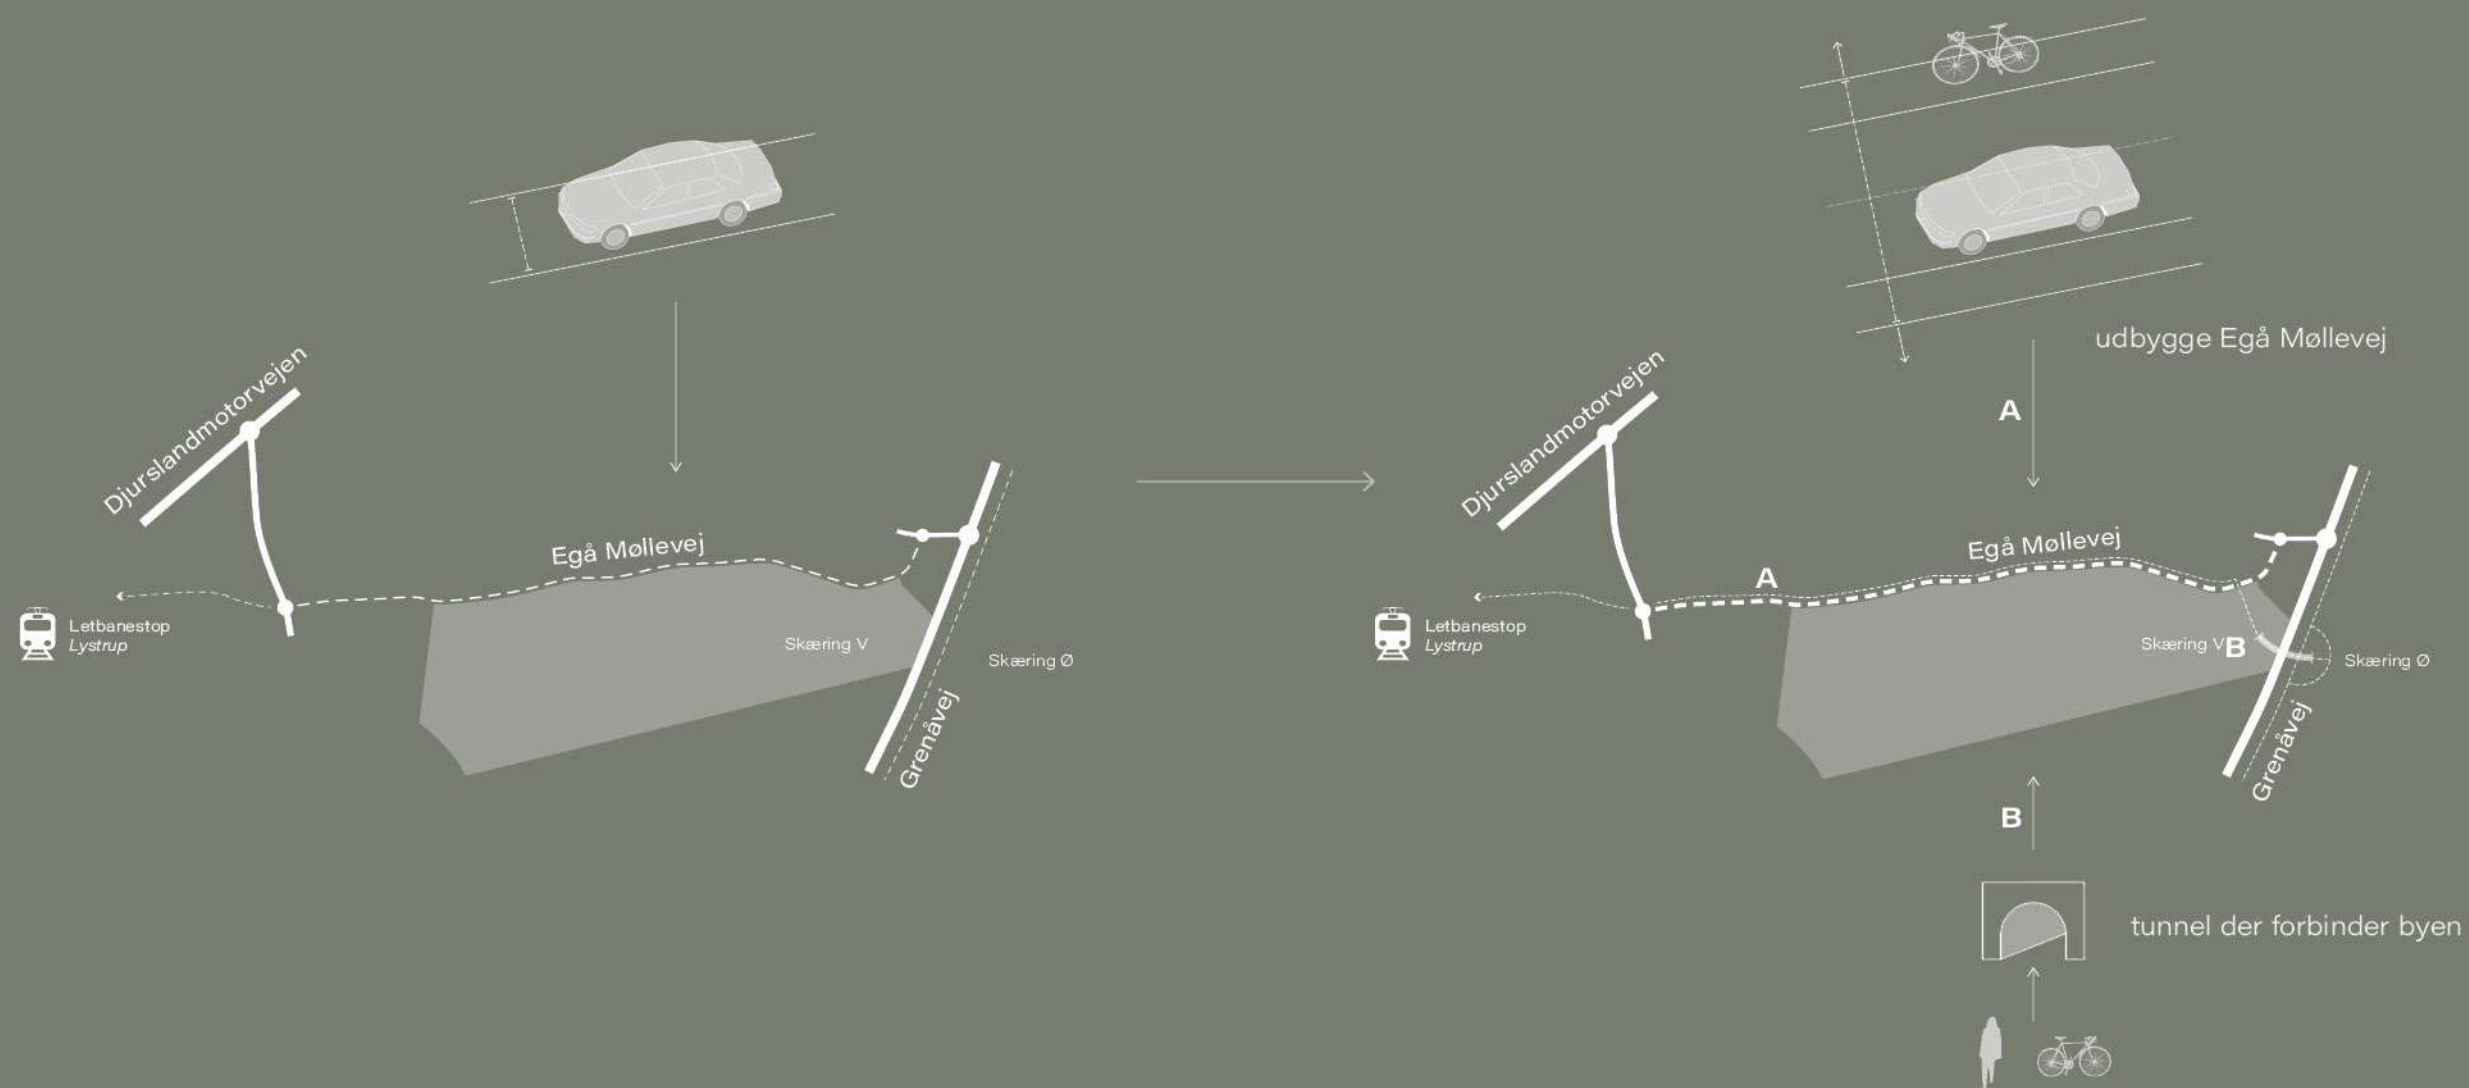 Djurslandmotorvejen
Egå Møllevej
Letbanestop
Lystrup
Skæring V
Skæring Ø
Grenåvej
udbygge Egå Møllevej
A
Djurslandmotorvejen
Egå Møllevej
A
Letbanestop
Lystrup
Skæring V
B
Skæring Ø
Grenåvej
B
tunnel der forbinder byen